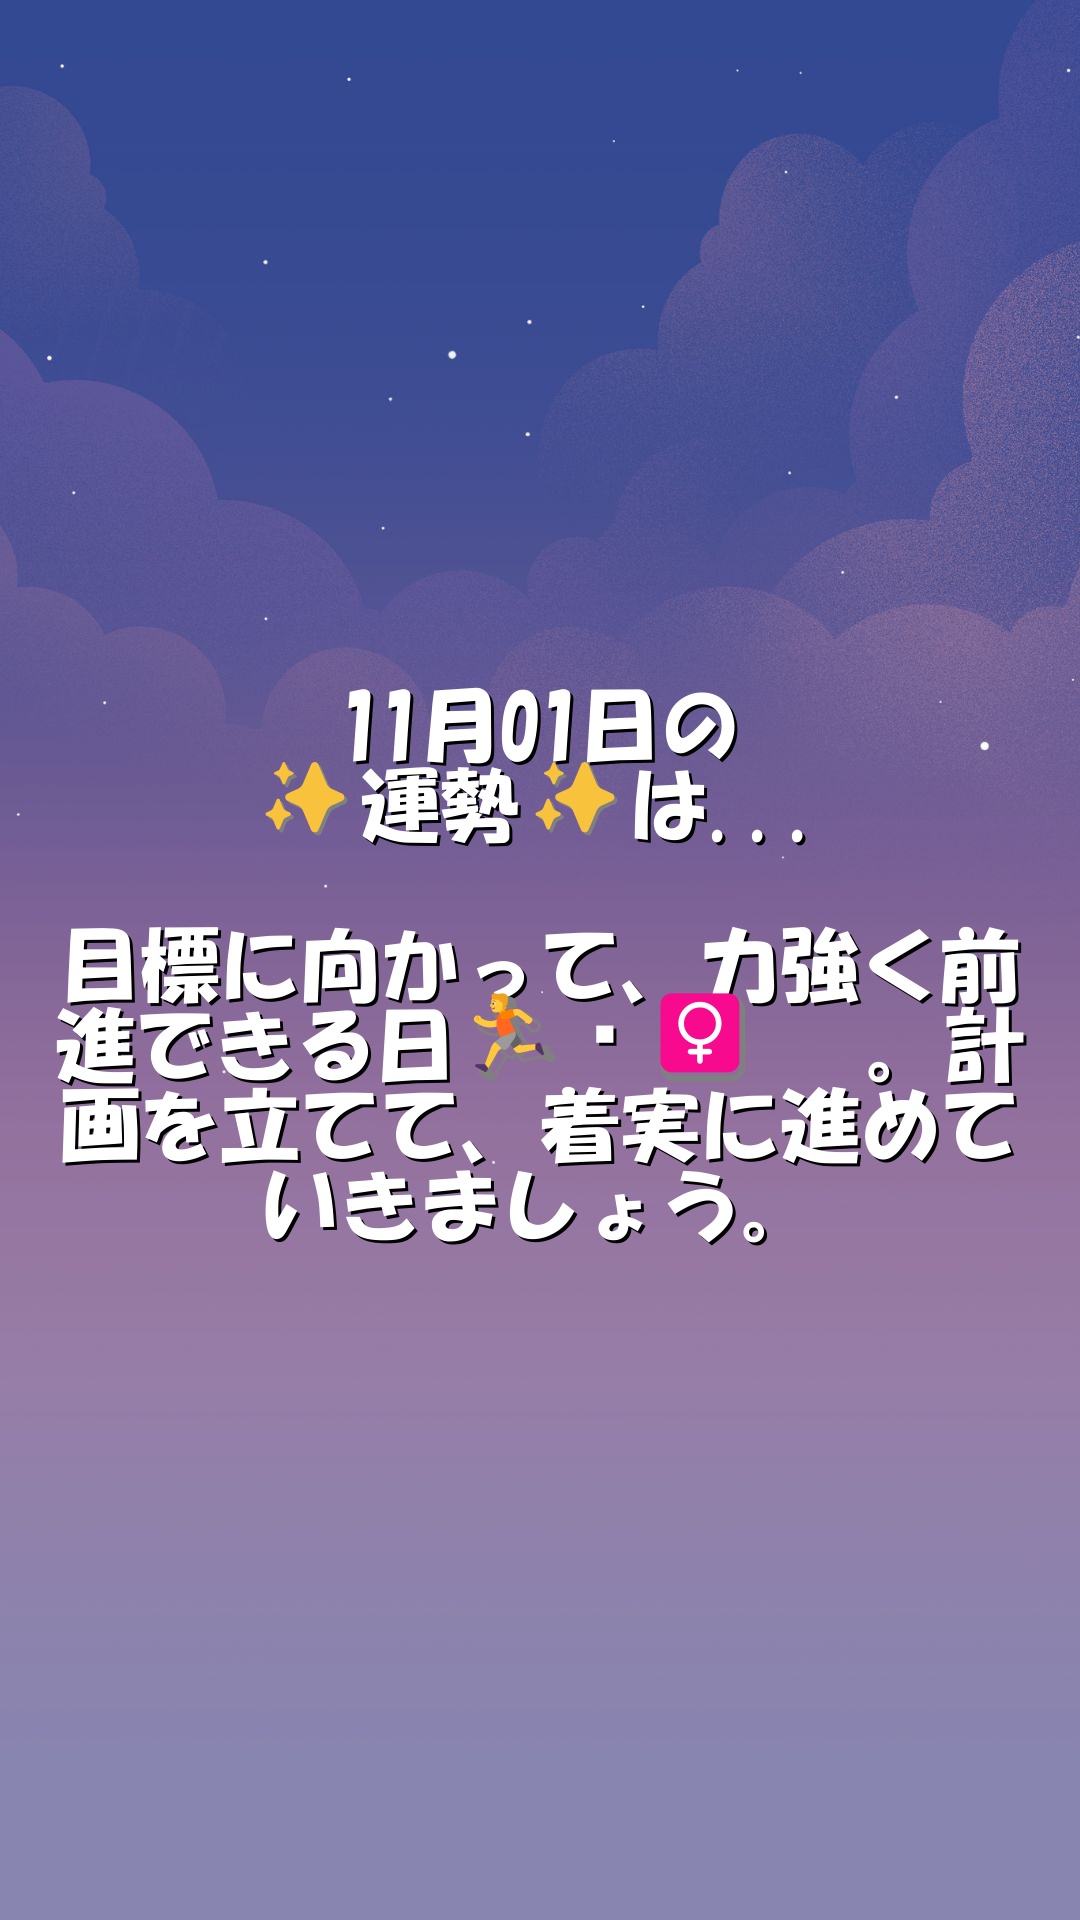 11月01日の
✨運勢✨は...
目標に向かって、力強く前
進できる日🏃・♀。計
画を立てて、着実に進めて
いきましょう。